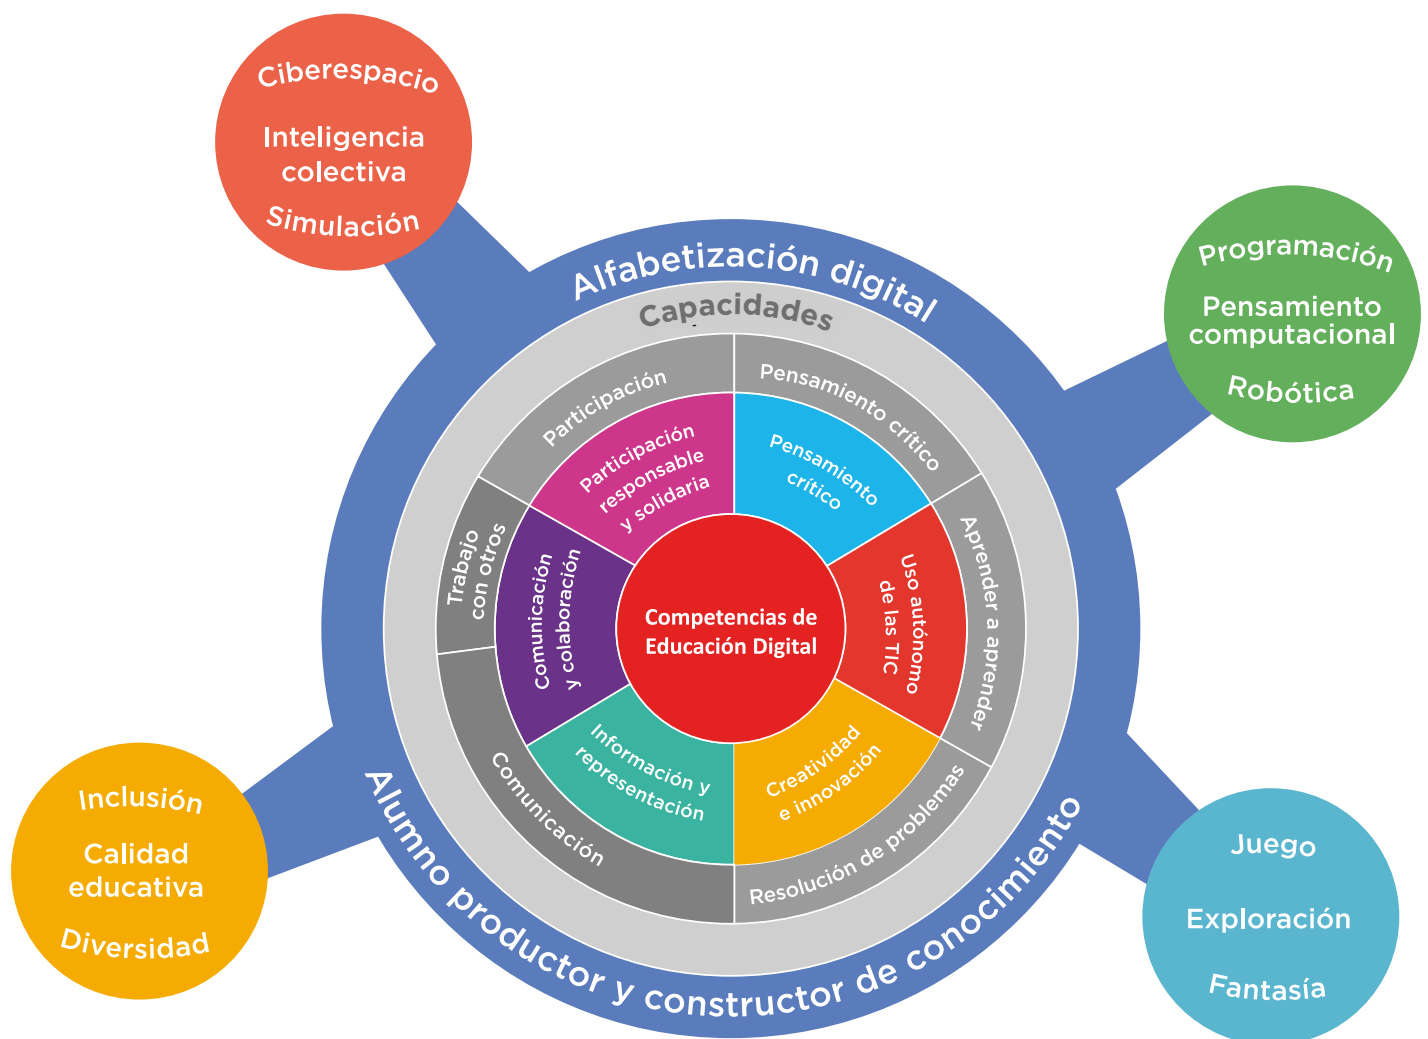 Ciberespacio
Inteligencia
colectiva
Simulación
Programación
Pensamiento
computacional
Robótica
Alfabetización digital
Capacidades
Participación
Pensamiento crítico
Participación
responsable
y solidaria
Pensamiento
crítico
Trabajo
con otros
Comunicación
y colaboración
Competencias de
Educación Digital
Uso autónomo
de las TIC
Aprender a aprender
Información y
representación
Creatividad
e innovación
Comunicación
Resolución de problemas
Alumno productor y constructor de conocimiento
Inclusión
Calidad
educativa
Diversidad
Juego
Exploración
Fantasía